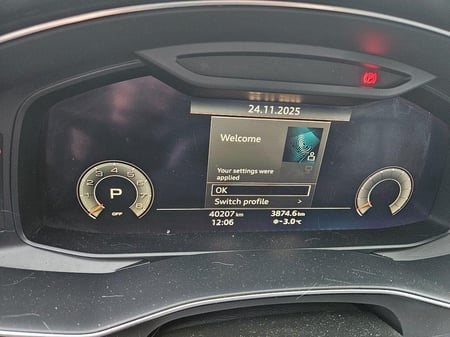 24.11.2025
Welcome
Your settings were
applied
OK
Switch profile >
P
OFF
40207 km 3874.6 km
12:06 -3.0°C